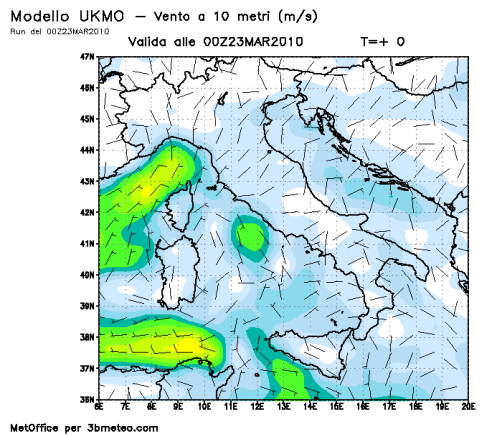 Modello UKMO – Vento a 10 metri (m/s)
Run del 00Z23MAR2010
Valida alle 00Z23MAR2010 T=+ 0
47N
46N
45N
44N
43N
42N
41N
40N
39N
38N
37N
36N
6E 7E 8E 9E 10E 11E 12E 13E 14E 15E 16E 17E 18E 19E 20E
MetOffice per 3bmeteo.com